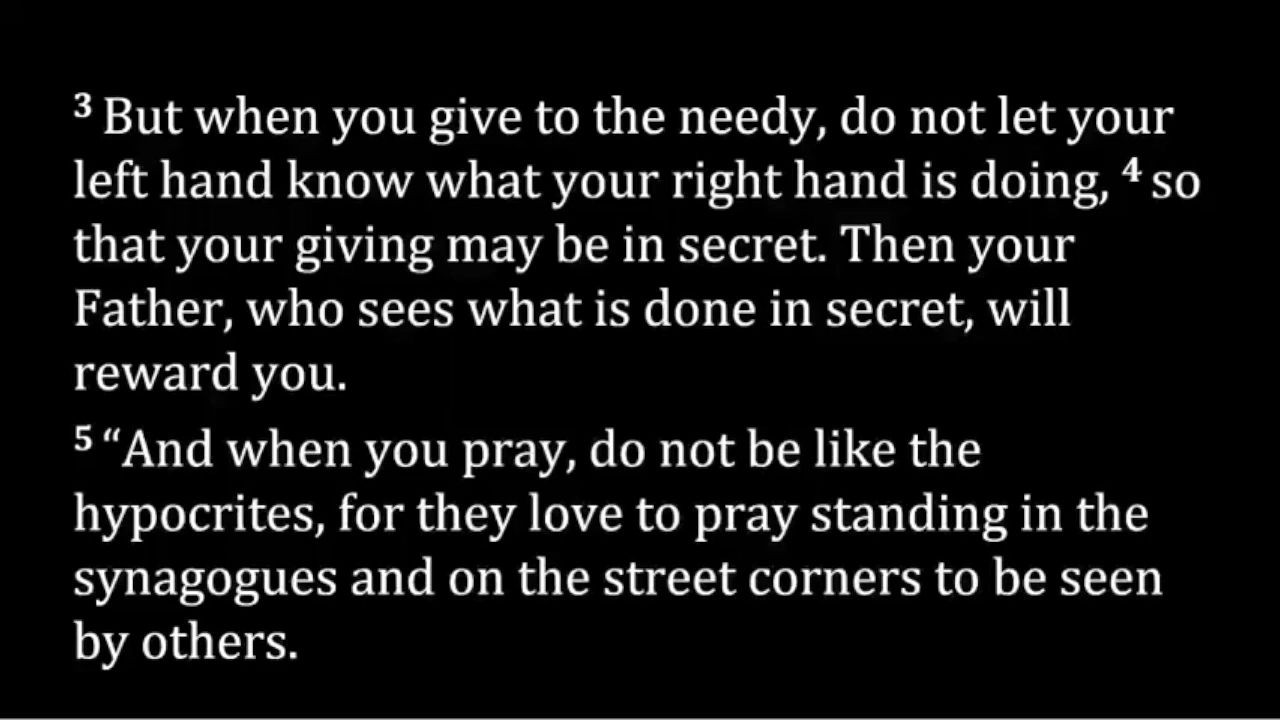 3 But when you give to the needy, do not let your
left hand know what your right hand is doing, 4 so
that your giving may be in secret. Then your
Father, who sees what is done in secret, will
reward you.
5 “And when you pray, do not be like the
hypocrites, for they love to pray standing in the
synagogues and on the street corners to be seen
by others.